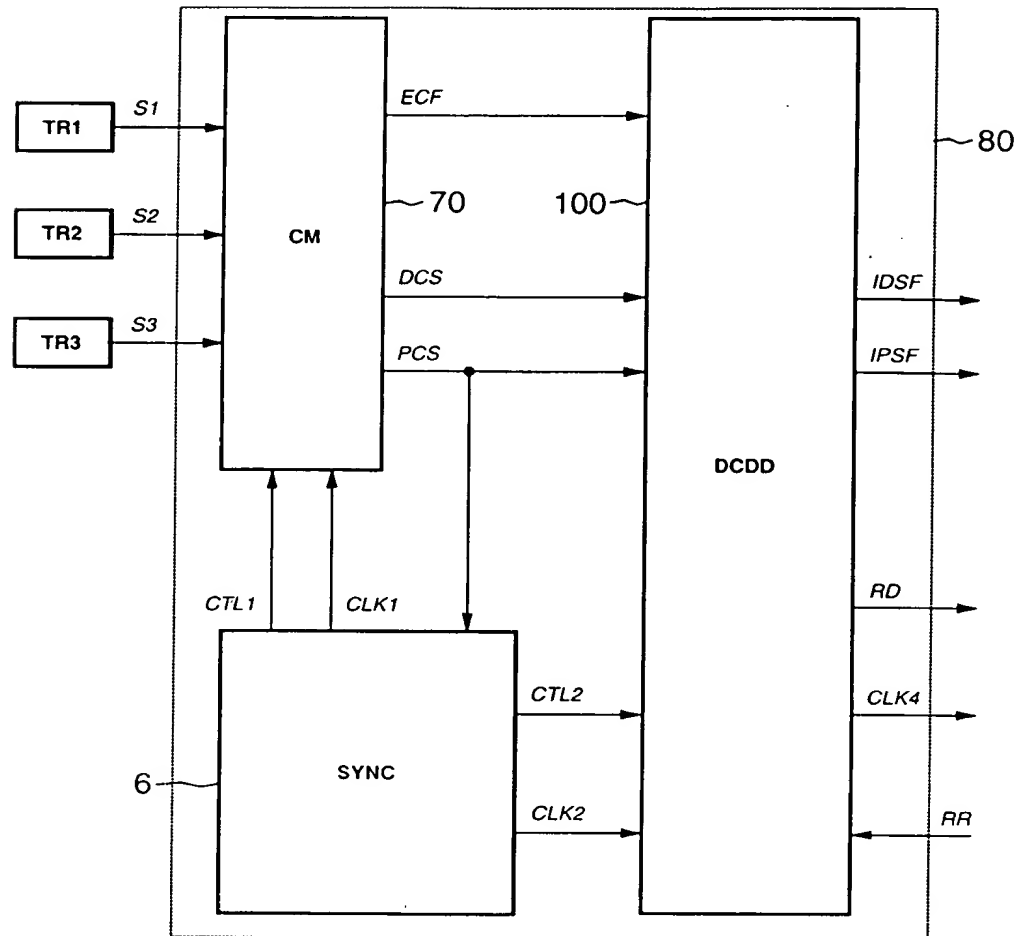 S1
ECF
TR1
80
70
100
S2
TR2
CM
DCS
IDSF
S3
TR3
PCS
IPSF
DCDD
CTL1
CLK1
RD
CTL2
CLK4
SYNC
6
CLK2
RR